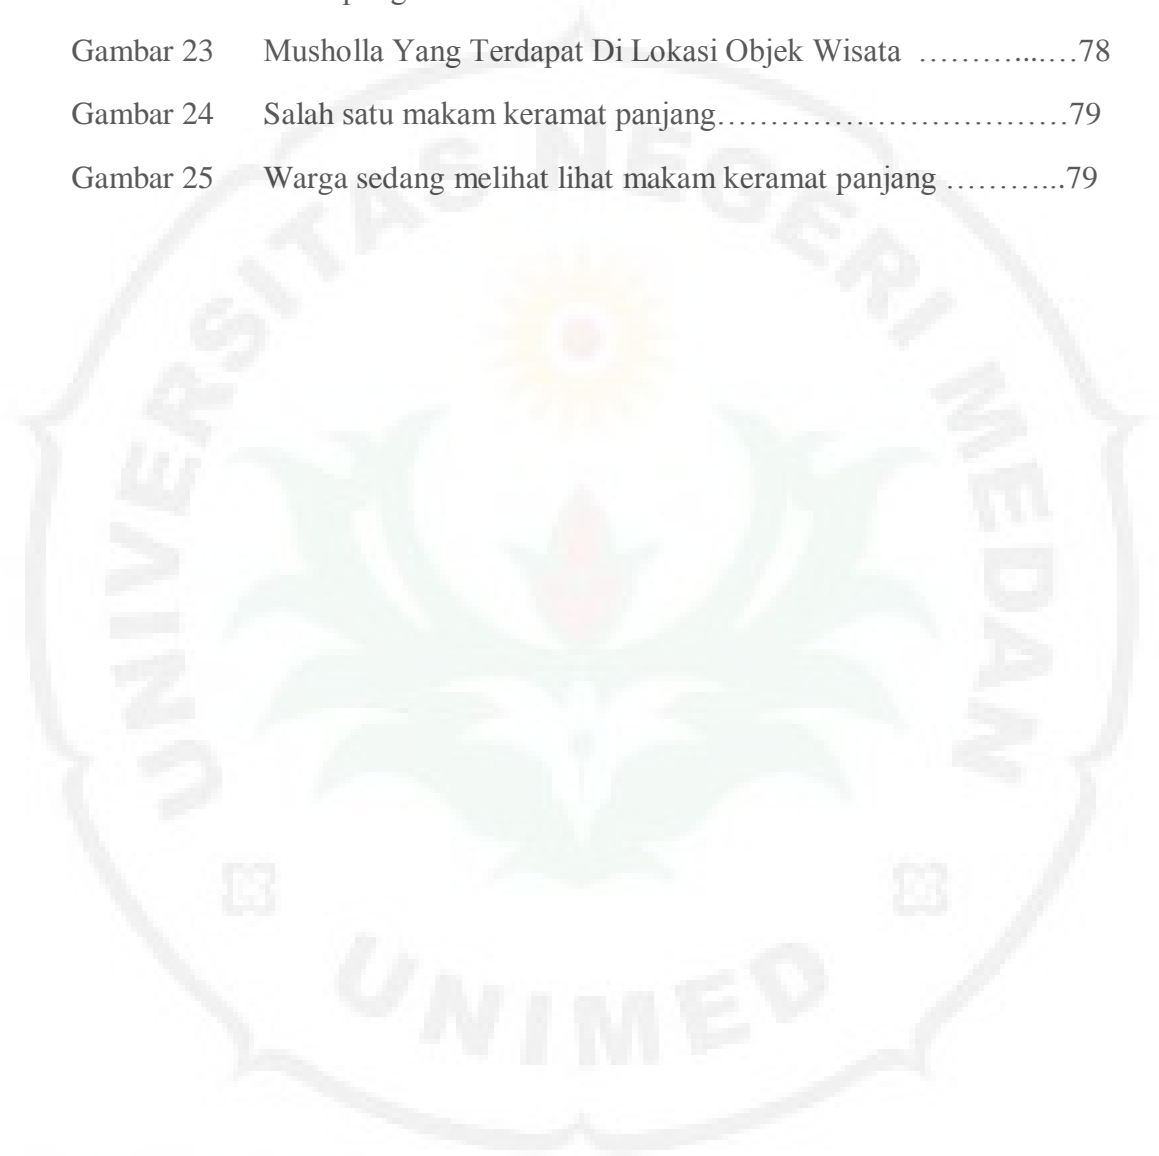 Gambar 23 Musholla Yang Terdapat Di Lokasi Objek Wisata ………...….78
Gambar 24 Salah satu makam keramat panjang……………………………79
Gambar 25 Warga sedang melihat lihat makam keramat panjang ………...79
UNIVERSITAS NEGERI MEDAN
UNIMED